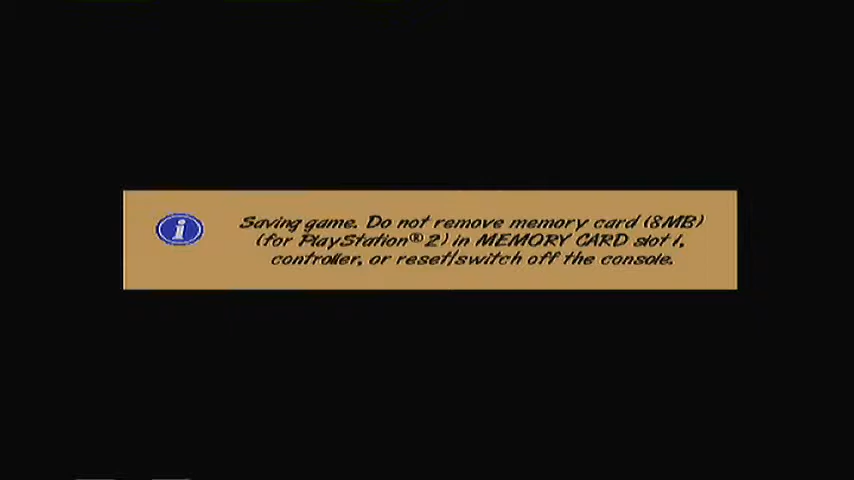 i
Saving game. Do not remove memory card (8MB)
(for PlayStation®2) in MEMORY CARD slot 1,
controller, or reset/switch off the console.